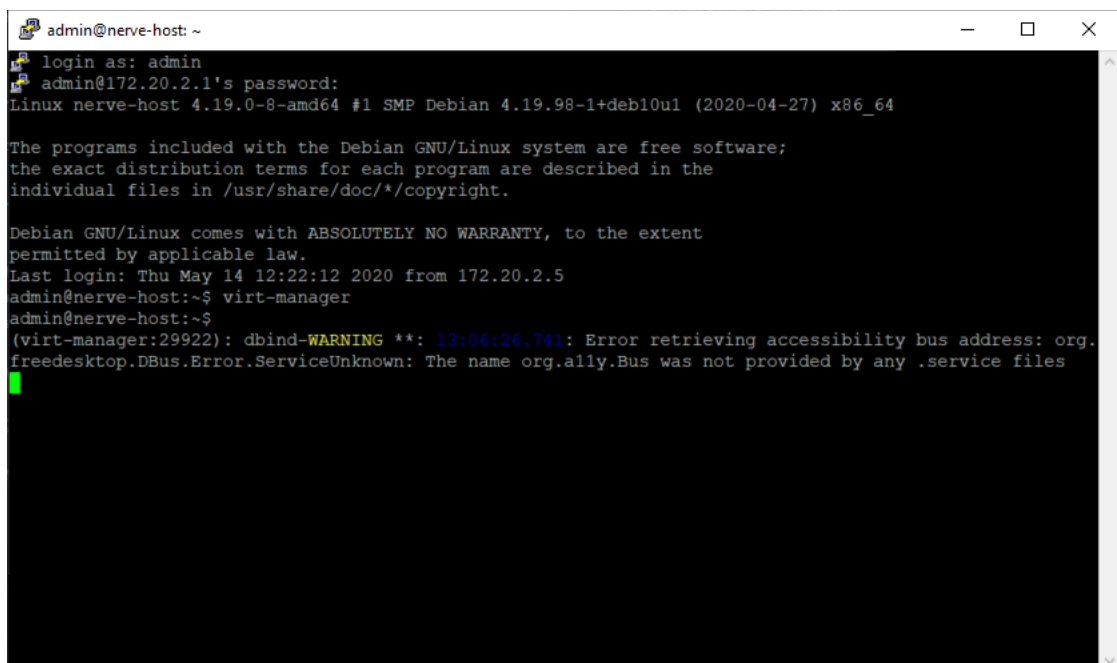 admin@nerve-host: ~
login as: admin
admin@172.20.2.1's password:
Linux nerve-host 4.19.0-8-amd64 #1 SMP Debian 4.19.98-1+deb10u1 (2020-04-27) x86_64
The programs included with the Debian GNU/Linux system are free software;
the exact distribution terms for each program are described in the
individual files in /usr/share/doc/*/copyright.
Debian GNU/Linux comes with ABSOLUTELY NO WARRANTY, to the extent
permitted by applicable law.
Last login: Thu May 14 12:22:12 2020 from 172.20.2.5
admin@nerve-host:~$ virt-manager
admin@nerve-host:~$
(virt-manager:29922): dbind-WARNING **: 13:06:26.741: Error retrieving accessibility bus address: org.
freedesktop.DBus.Error.ServiceUnknown: The name org.a11y.Bus was not provided by any .service files